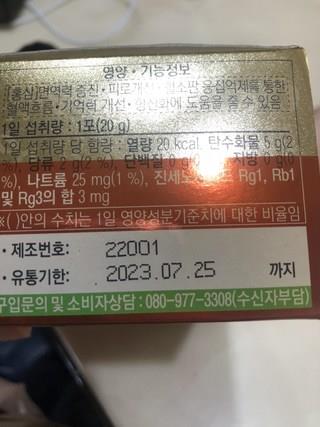 영양·기능정보
[홍삼]면역력 증진·피로개선·혈소판 응집억제를 통한
혈액흐름·기억력 개선·항산화에 도움을 줄 수 있음
1일 섭취량 : 1포(20 g)
1일 섭취량 당 함량 : 열량 20 kcal, 탄수화물 5 g(2
%), 당류 2 g(2 %), 단백질 0 g(0 %), 지방 0 g(0
%), 나트륨 25 mg(1 %), 진세노사이드 Rg1, Rb1
및 Rg3의 합 3 mg
※( )안의 수치는 1일 영양성분기준치에 대한 비율임
· 제조번호: 22001
· 유통기한: 2023.07.25 까지
구입문의 및 소비자상담 : 080-977-3308(수신자부담)